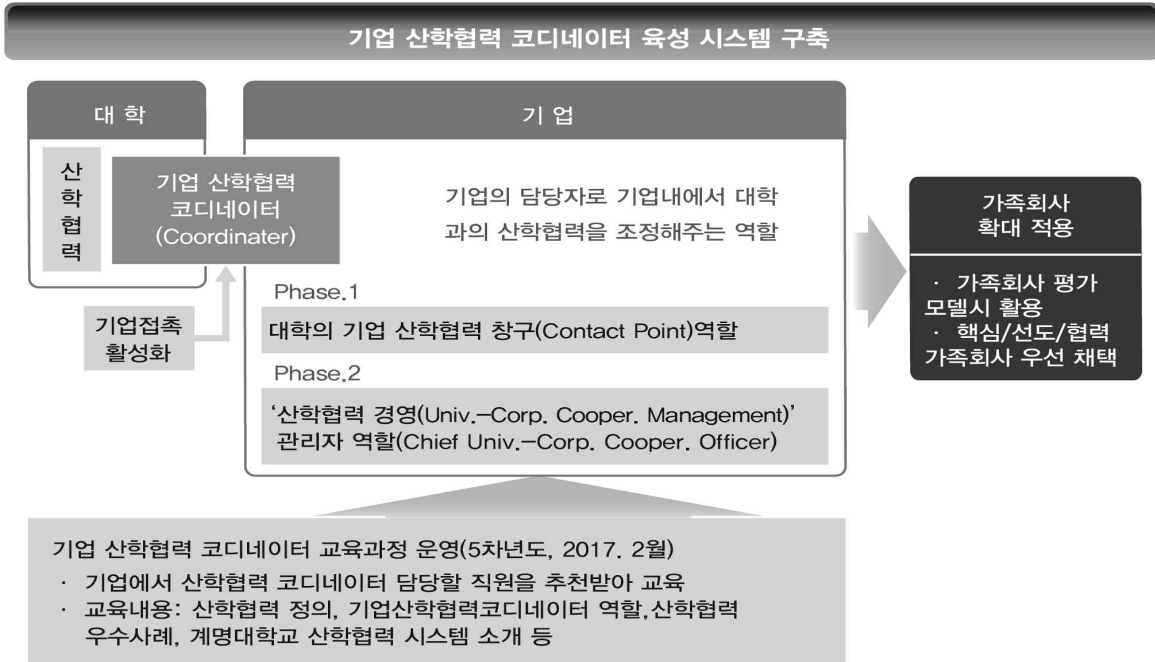 기업 산학협력 코디네이터 육성 시스템 구축
대 학
산
학
협
력
기업 산학협력
코디네이터
(Coordinater)
기업접촉
활성화
기 업
기업의 담당자로 기업내에서 대학
과의 산학협력을 조정해주는 역할
Phase.1
대학의 기업 산학협력 창구(Contact Point)역할
Phase.2
‘산학협력 경영(Univ.-Corp. Cooper. Management)’
관리자 역할(Chief Univ.-Corp. Cooper. Officer)
가족회사
확대 적용
· 가족회사 평가
모델시 활용
· 핵심/선도/협력
가족회사 우선 채택
기업 산학협력 코디네이터 교육과정 운영(5차년도, 2017. 2월)
· 기업에서 산학협력 코디네이터 담당할 직원을 추천받아 교육
· 교육내용: 산학협력 정의, 기업산학협력코디네이터 역할,산학협력
우수사례, 계명대학교 산학협력 시스템 소개 등